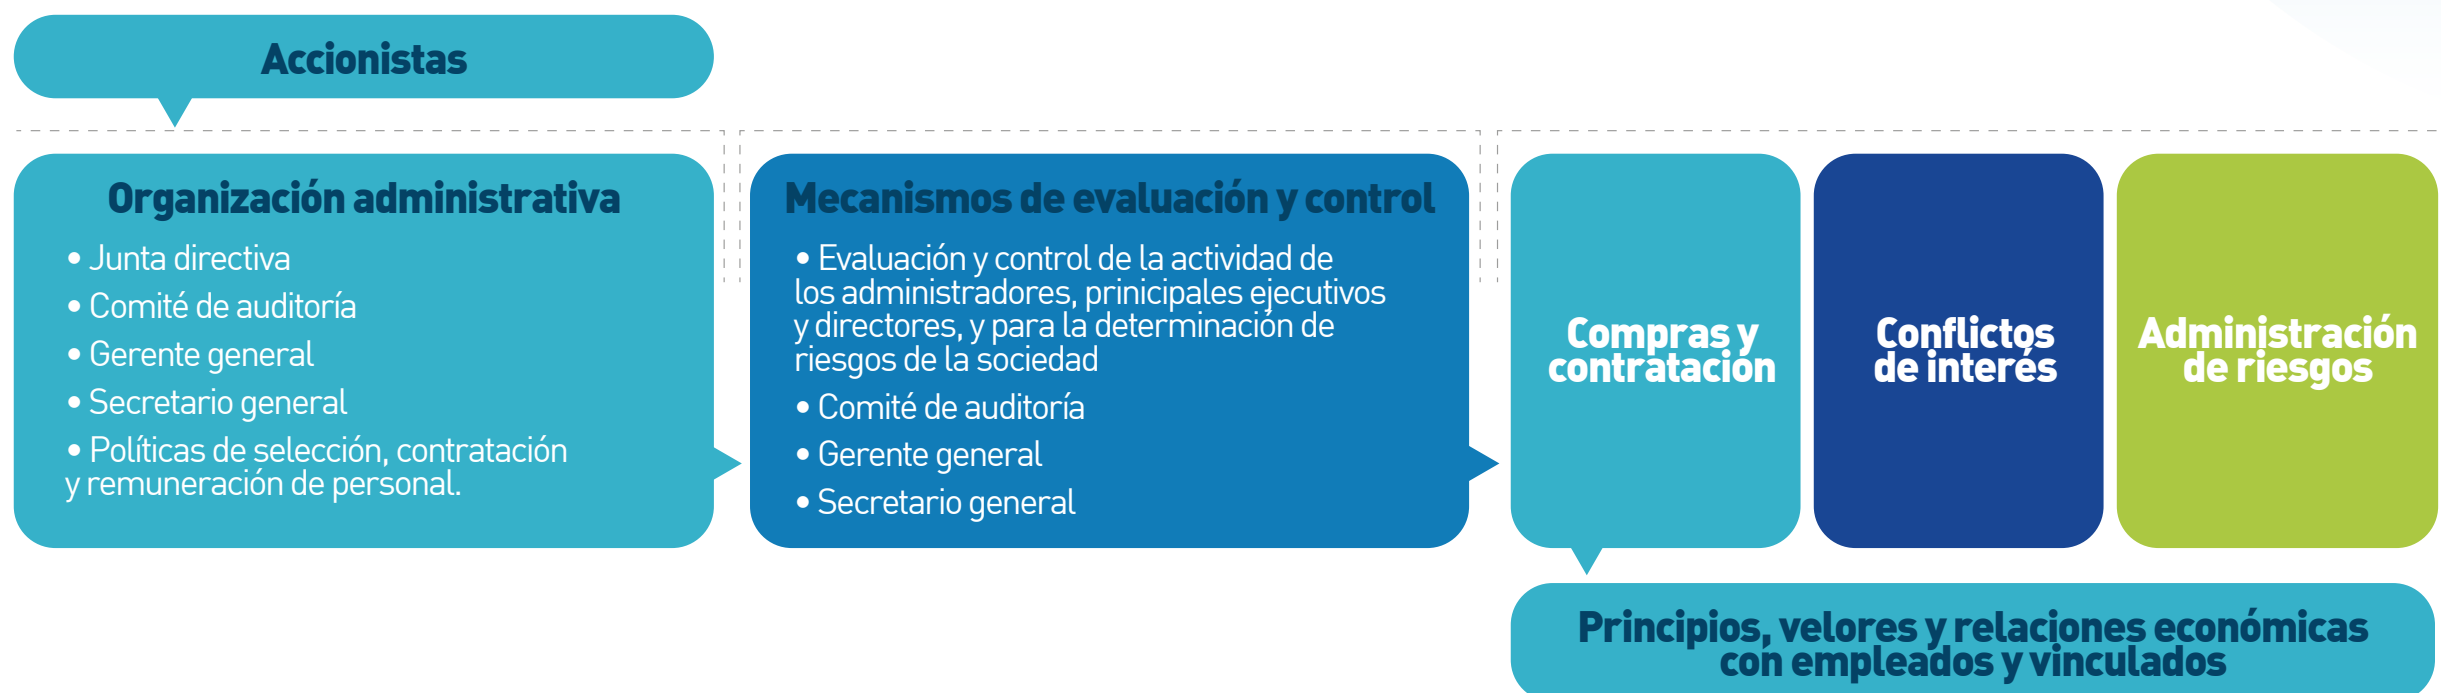 Accionistas
Organización administrativa
• Junta directiva
• Comité de auditoría
• Gerente general
• Secretario general
• Políticas de selección, contratación
y remuneración de personal.
Mecanismos de evaluación y control
• Evaluación y control de la actividad de
los administradores, prinicipales ejecutivos
y directores, y para la determinación de
riesgos de la sociedad
• Comité de auditoría
• Gerente general
• Secretario general
Compras y
contratación
Conflictos
de interés
Administración
de riesgos
Principios, velores y relaciones económicas
con empleados y vinculados